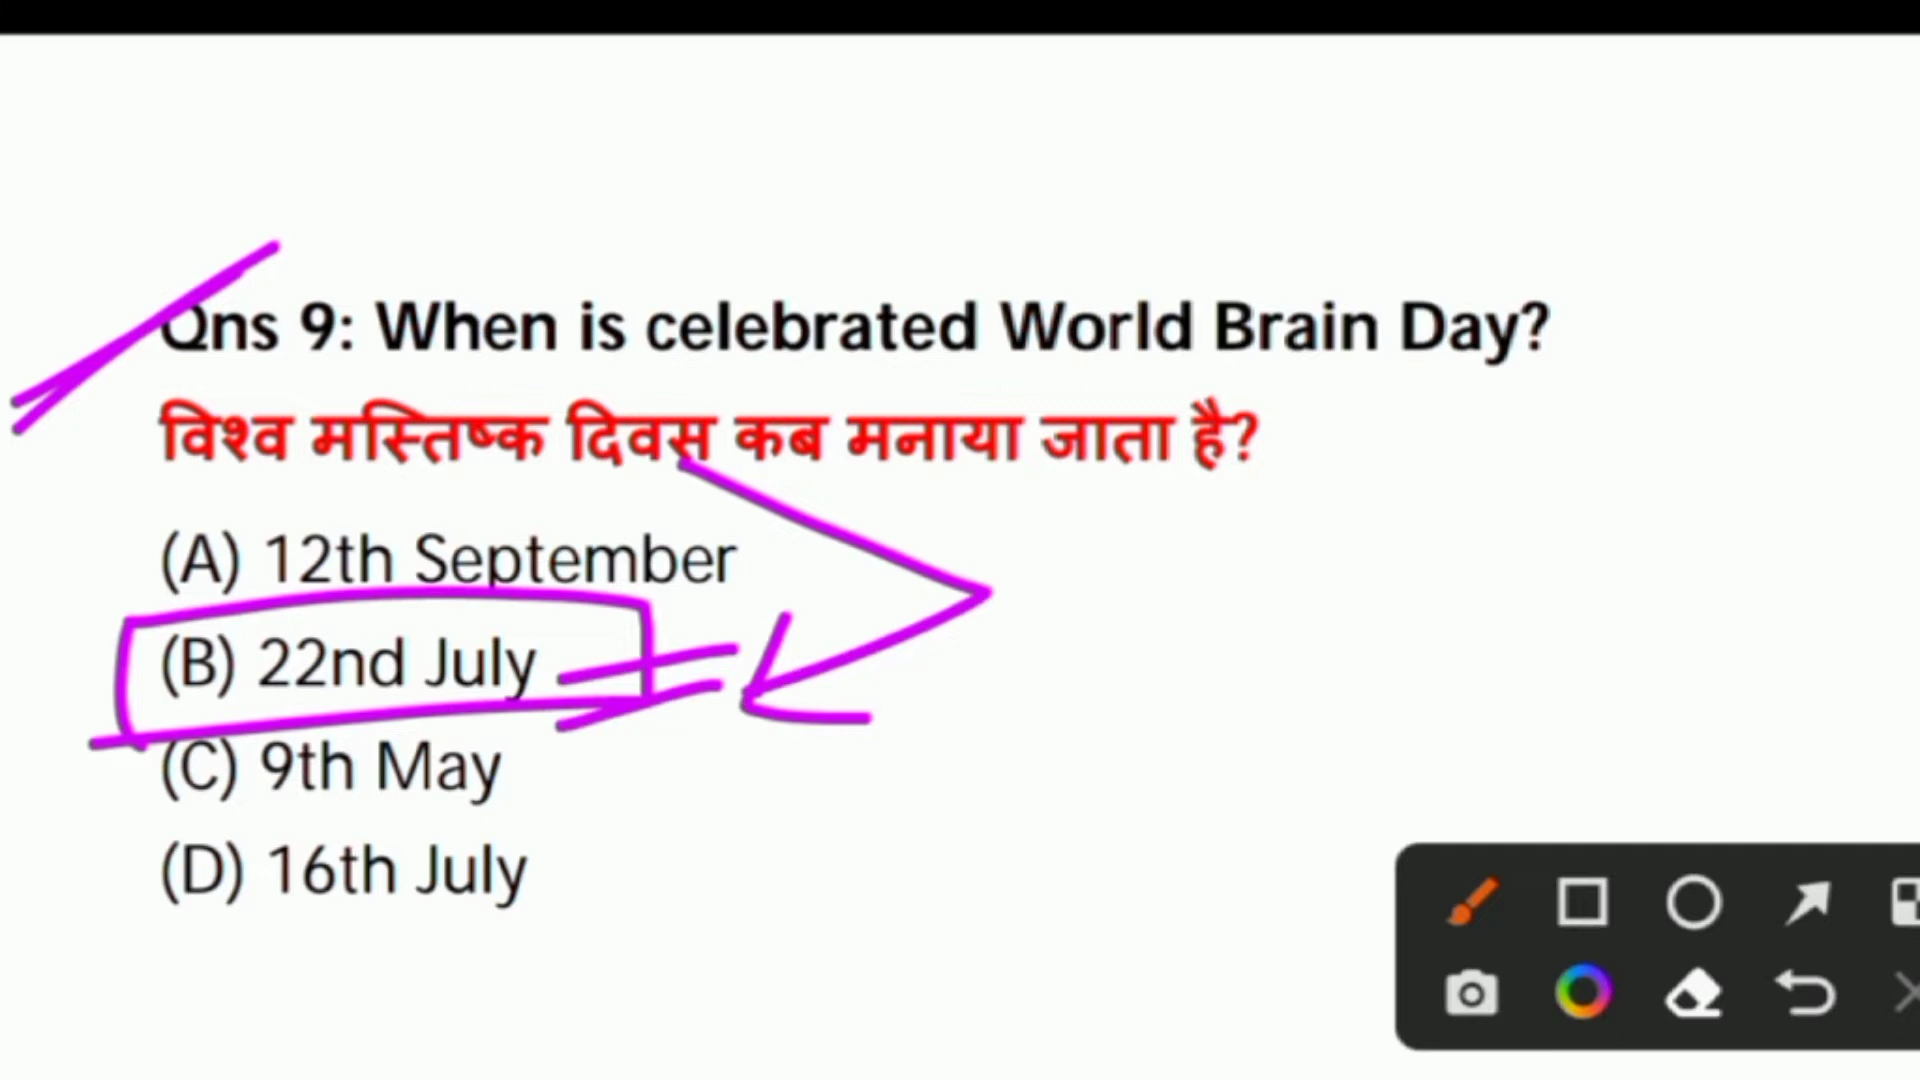 Qns 9: When is celebrated World Brain Day?
विश्व मस्तिष्क दिवस कब मनाया जाता है?
(A) 12th September
(B) 22nd July
(C) 9th May
(D) 16th July